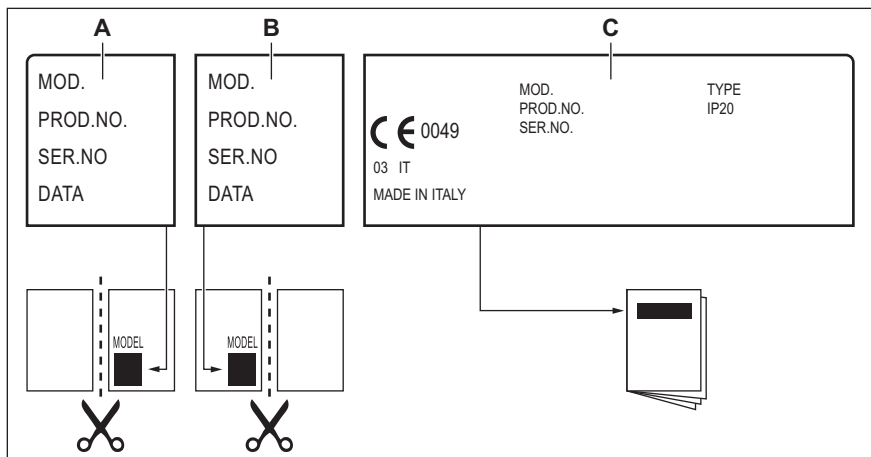 A
B
C
MOD.
PROD.NO.
SER.NO
DATA
MOD.
PROD.NO.
SER.NO
DATA
CE 0049
03 IT
MADE IN ITALY
MOD.
PROD.NO.
SER.NO.
TYPE
IP20
MODEL
MODEL